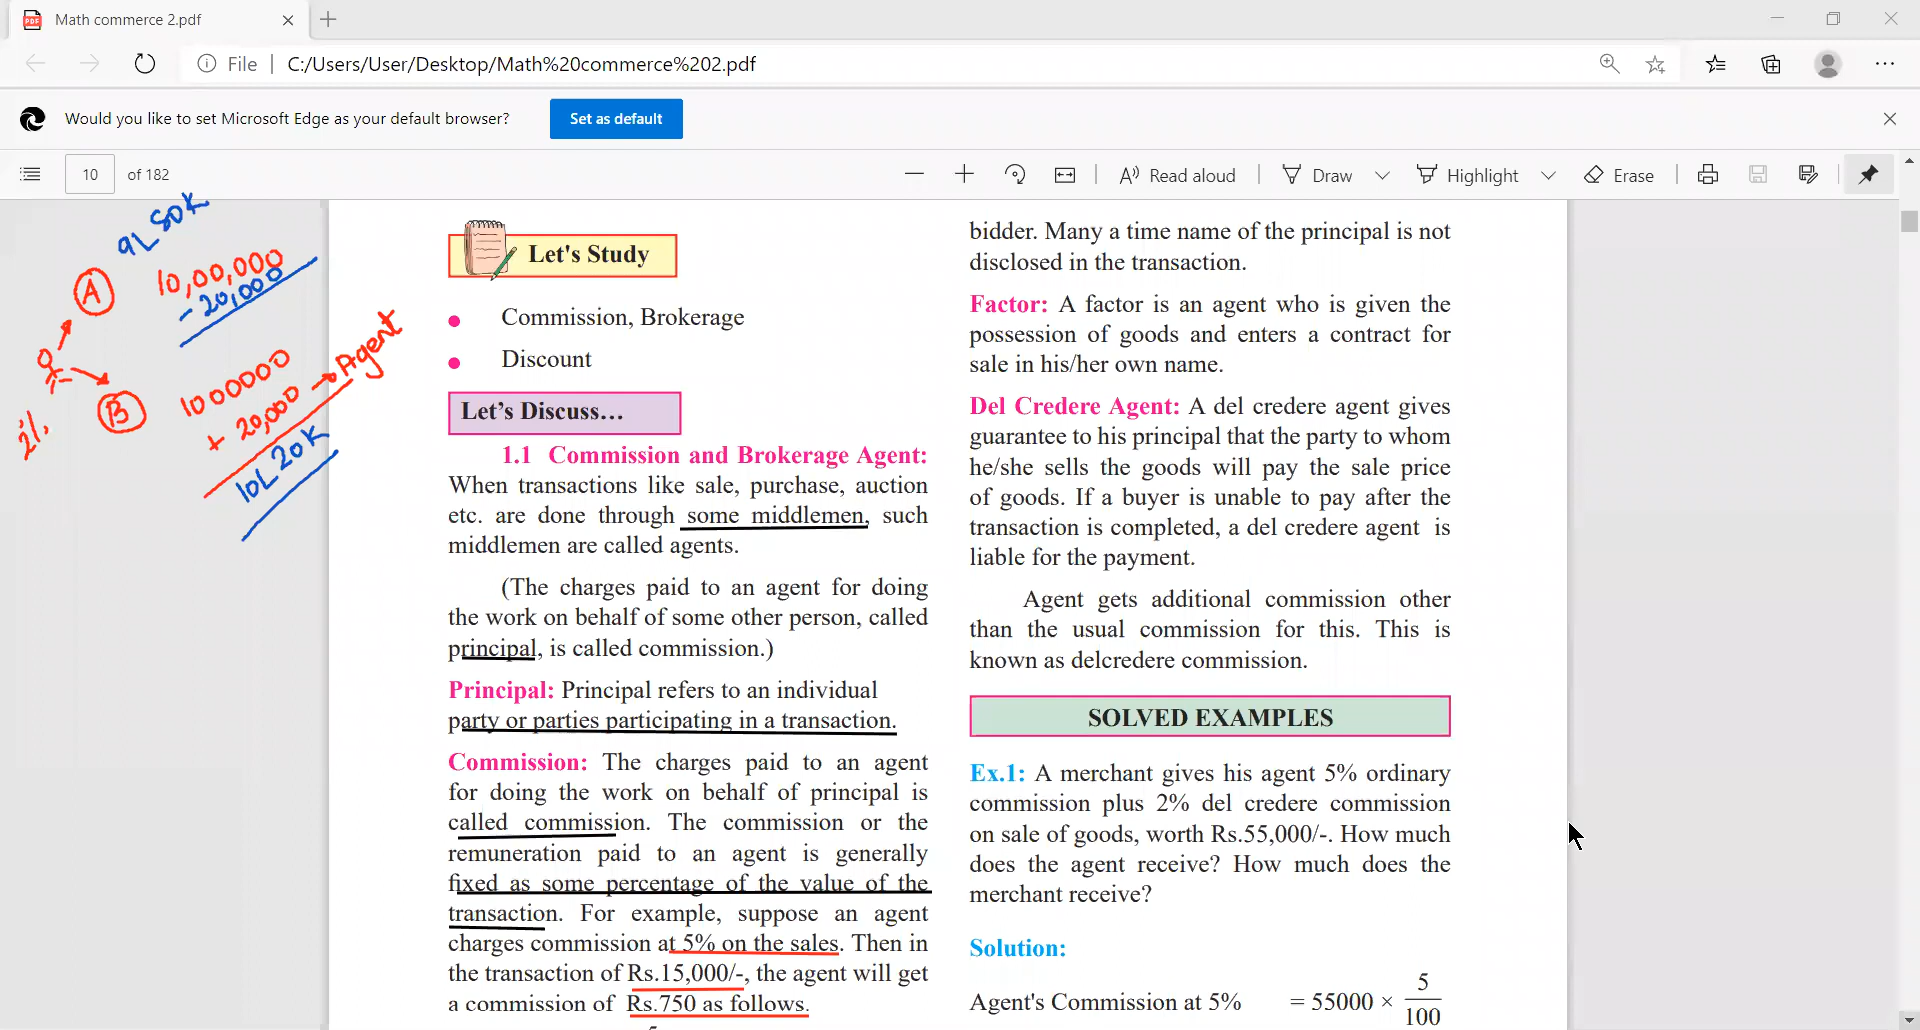 Math commerce 2.pdf
File | C:/Users/User/Desktop/Math%20commerce%202.pdf
Would you like to set Microsoft Edge as your default browser? Set as default
10 of 182 Read aloud Draw Highlight Erase
9L 80K
A
10,00,000
- 20,000
B
1000000
+ 20,000 → Agent
2%
10L 20K
Let's Study
Commission, Brokerage
Discount
Let's Discuss...
1.1 Commission and Brokerage Agent:
When transactions like sale, purchase, auction
etc. are done through some middlemen, such
middlemen are called agents.
(The charges paid to an agent for doing
the work on behalf of some other person, called
principal, is called commission.)
Principal: Principal refers to an individual
party or parties participating in a transaction.
Commission: The charges paid to an agent
for doing the work on behalf of principal is
called commission. The commission or the
remuneration paid to an agent is generally
fixed as some percentage of the value of the
transaction. For example, suppose an agent
charges commission at 5% on the sales. Then in
the transaction of Rs.15,000/-, the agent will get
a commission of Rs.750 as follows.
bidder. Many a time name of the principal is not
disclosed in the transaction.
Factor: A factor is an agent who is given the
possession of goods and enters a contract for
sale in his/her own name.
Del Credere Agent: A del credere agent gives
guarantee to his principal that the party to whom
he/she sells the goods will pay the sale price
of goods. If a buyer is unable to pay after the
transaction is completed, a del credere agent is
liable for the payment.
Agent gets additional commission other
than the usual commission for this. This is
known as delcredere commission.
SOLVED EXAMPLES
Ex.1: A merchant gives his agent 5% ordinary
commission plus 2% del credere commission
on sale of goods, worth Rs.55,000/-. How much
does the agent receive? How much does the
merchant receive?
Solution:
Agent's Commission at 5% = 55000 × 5/100